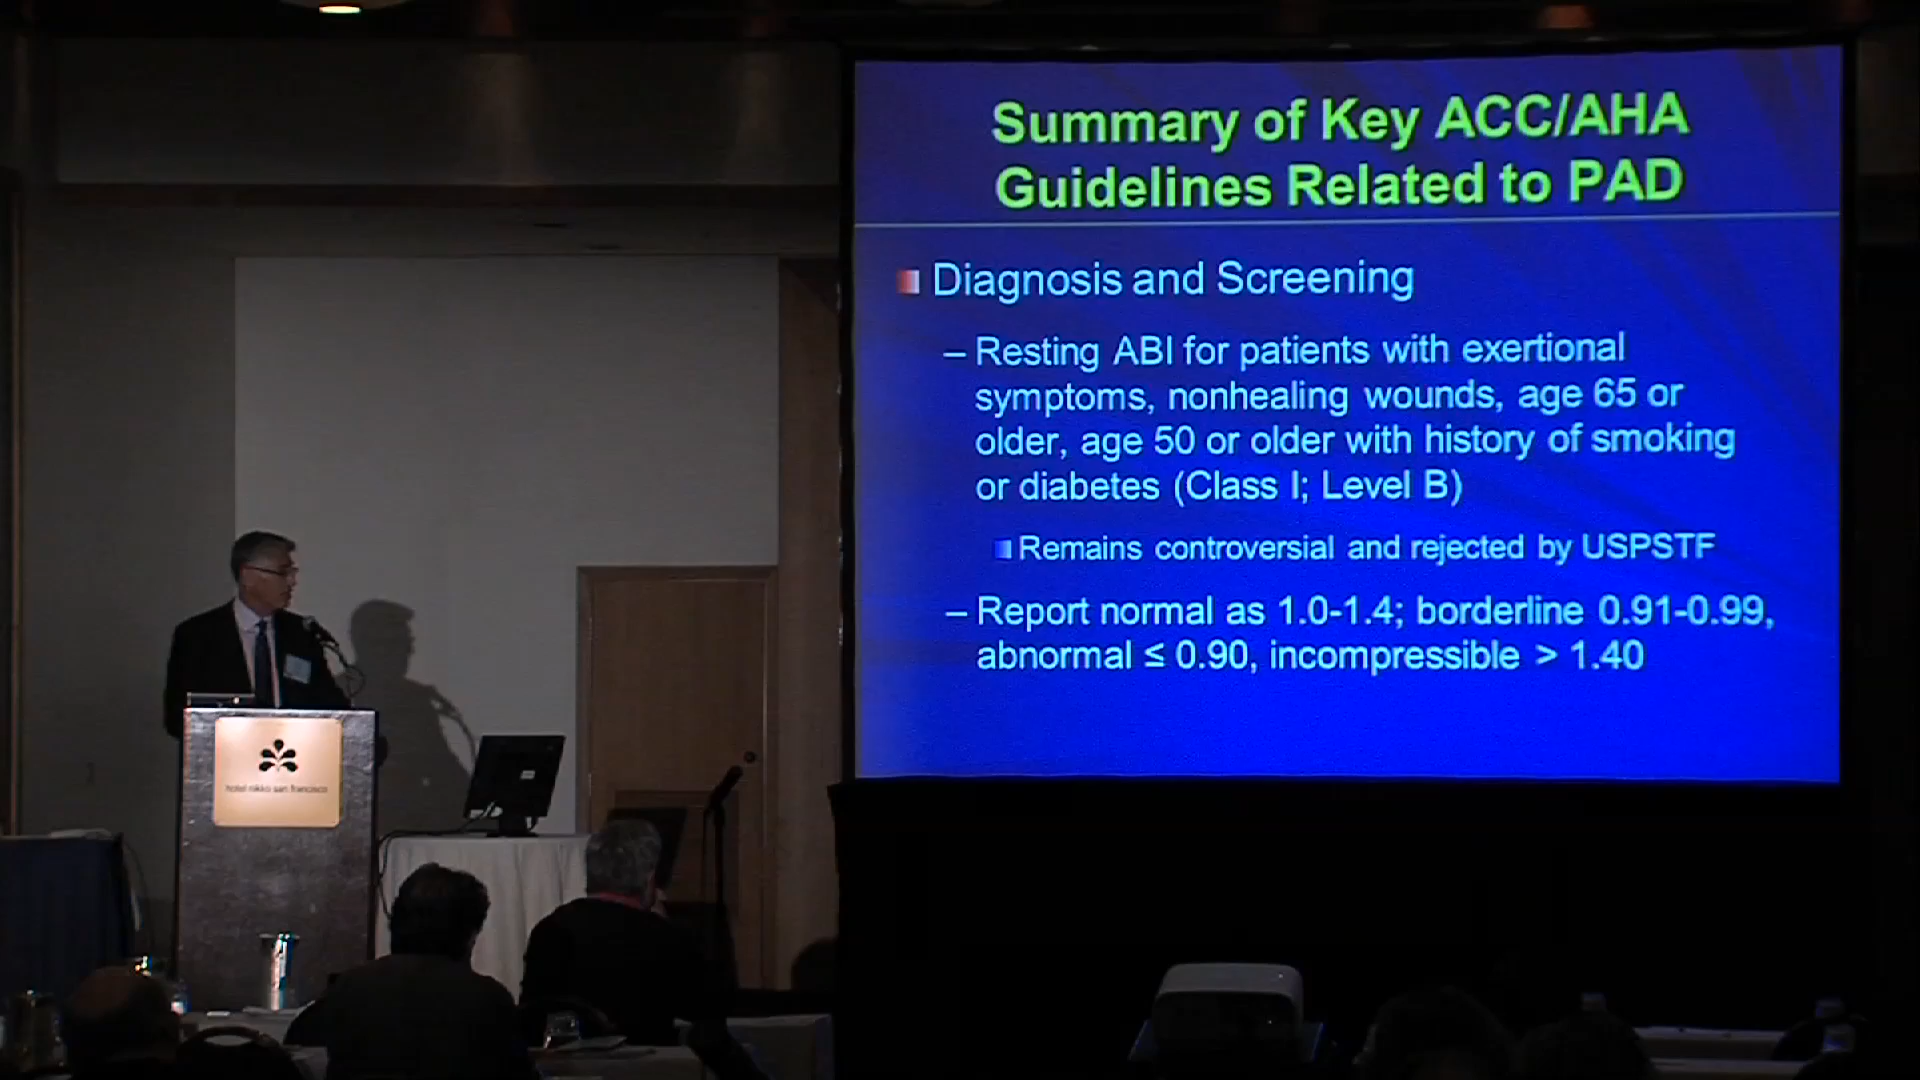 Summary of Key ACC/AHA
Guidelines Related to PAD
Diagnosis and Screening
– Resting ABI for patients with exertional
symptoms, nonhealing wounds, age 65 or
older, age 50 or older with history of smoking
or diabetes (Class I; Level B)
Remains controversial and rejected by USPSTF
– Report normal as 1.0-1.4; borderline 0.91-0.99,
abnormal ≤ 0.90, incompressible > 1.40
hotel nikko san francisco